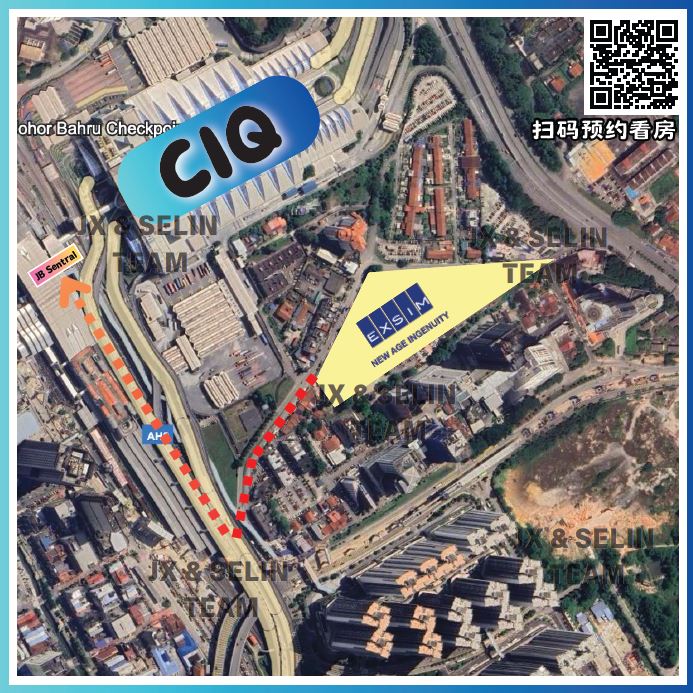 扫码预约看房
ohor Bahru Checkpoi
CIQ
JX & SELIN
TEAM
JX & SELIN
TEAM
JB Sentral
EXSIM
NEW AGE INGENUITY
JX & SELIN
TEAM
AH2
JX & SELIN
TEAM
JX & SELIN
TEAM